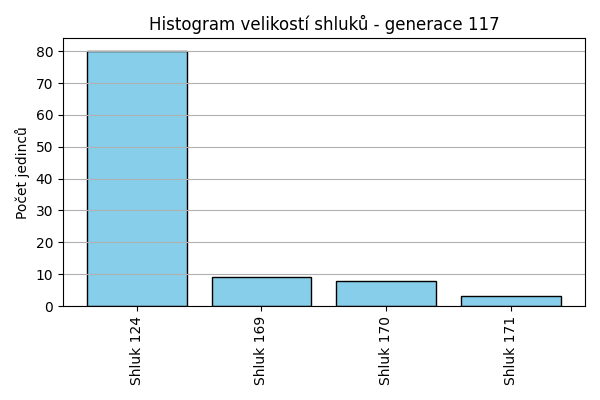 Histogram velikostí shluků - generace 117
Počet jedinců
80
70
60
50
40
30
20
10
0
Shluk 124
Shluk 169
Shluk 170
Shluk 171